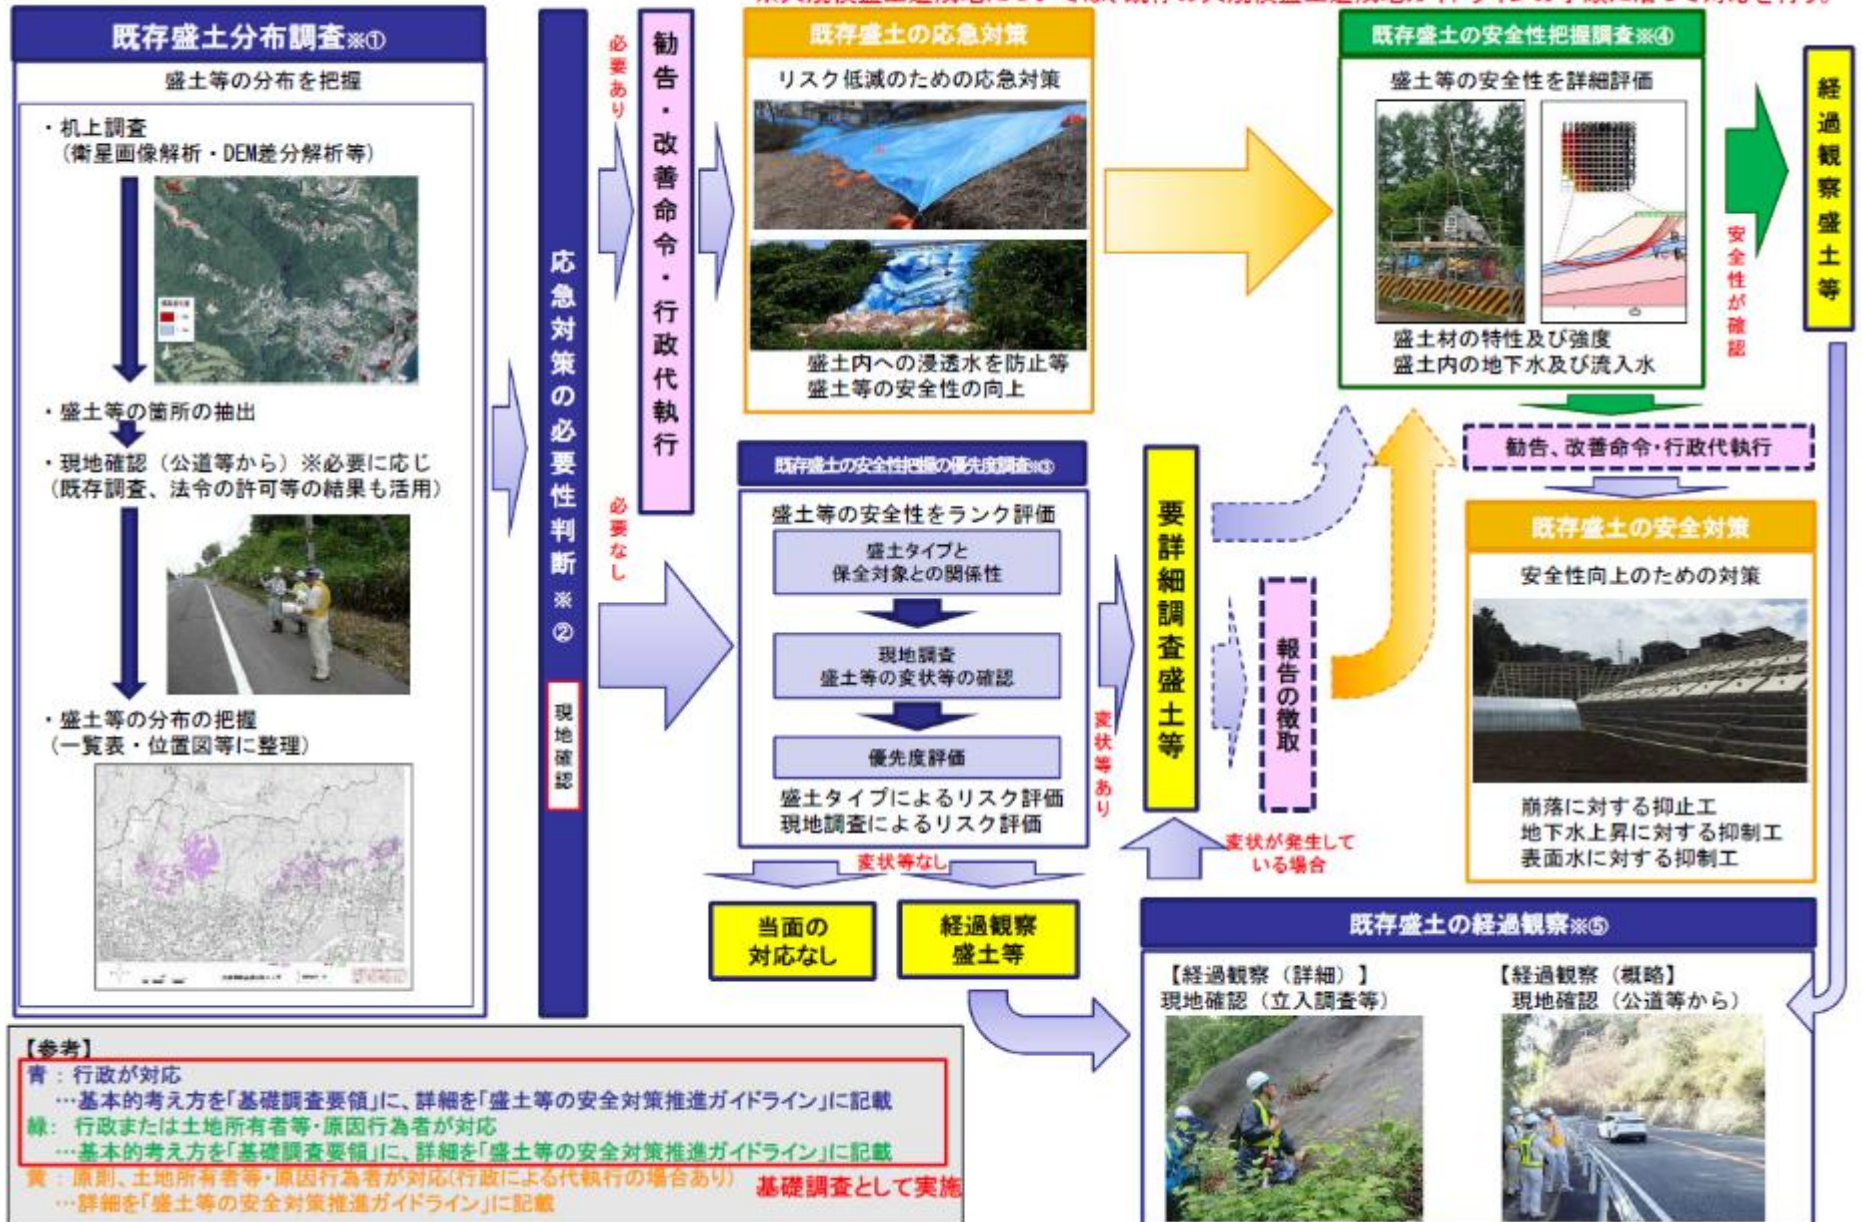 既存盛土分布調査※①
盛土等の分布を把握
・机上調査
(衛星画像解析・DEM差分解析等)
・盛土等の箇所の抽出
・現地確認（公道等から）※必要に応じ
(既存調査、法令の許可等の結果も活用)
・盛土等の分布の把握
(一覧表・位置図等に整理)
応急対策の必要性判断※②
現地確認
必要あり
必要なし
勧告・改善命令・行政代執行
既存盛土の応急対策
リスク低減のための応急対策
盛土内への浸透水を防止等
盛土等の安全性の向上
既存盛土の安全性把握の優先度調査※③
盛土等の安全性をランク評価
盛土タイプと
保全対象との関係性
現地調査
盛土等の変状等の確認
優先度評価
盛土タイプによるリスク評価
現地調査によるリスク評価
変状等なし
当面の
対応なし
経過観察
盛土等
変状等あり
要詳細調査盛土等
報告の徴取
変状が発生して
いる場合
既存盛土の安全性把握調査※④
盛土等の安全性を詳細評価
盛土材の特性及び強度
盛土内の地下水及び流入水
安全性が確認
経過観察盛土等
勧告、改善命令・行政代執行
既存盛土の安全対策
安全性向上のための対策
崩落に対する抑止工
地下水上昇に対する抑制工
表面水に対する抑制工
既存盛土の経過観察※⑤
【経過観察（詳細）】
現地確認（立入調査等）
【経過観察（概略】
現地確認（公道等から）
【参考】
青：行政が対応
…基本的考え方を「基礎調査要領」に、詳細を「盛土等の安全対策推進ガイドライン」に記載
緑： 行政または土地所有者等・原因行為者が対応
…基本的考え方を「基礎調査要領」に、詳細を「盛土等の安全対策推進ガイドライン」に記載
黄：原則、土地所有者等・原因行為者が対応(行政による代執行の場合あり)
…詳細を「盛土等の安全対策推進ガイドライン」に記載
基礎調査として実施